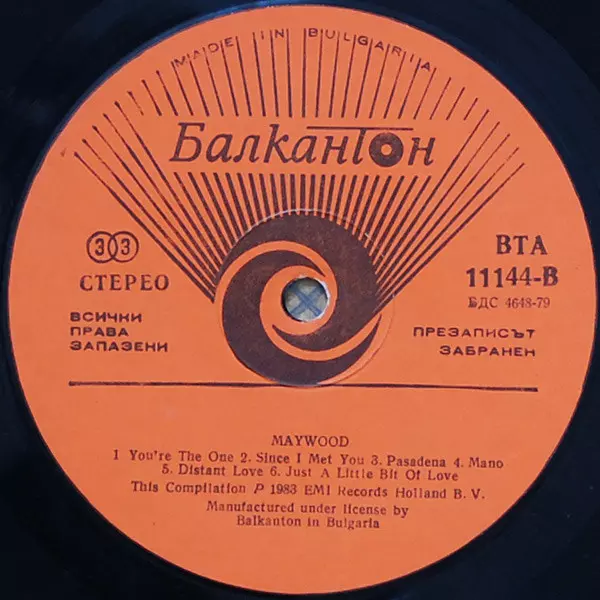 MADE IN BULGARIA
Балкантон
33
СТЕРЕО
ВСИЧКИ
ПРАВА
ЗАПАЗЕНИ
ВТА
11144-В
БДС 4648-79
ПРЕЗАПИСЪТ
ЗАБРАНЕН
MAYWOOD
1 You're The One 2. Since I Met You 3. Pasadena 4. Mano
5. Distant Love 6. Just A Little Bit Of Love
This Compilation P 1983 EMI Records Holland B. V.
Manufactured under license by
Balkanton in Bulgaria